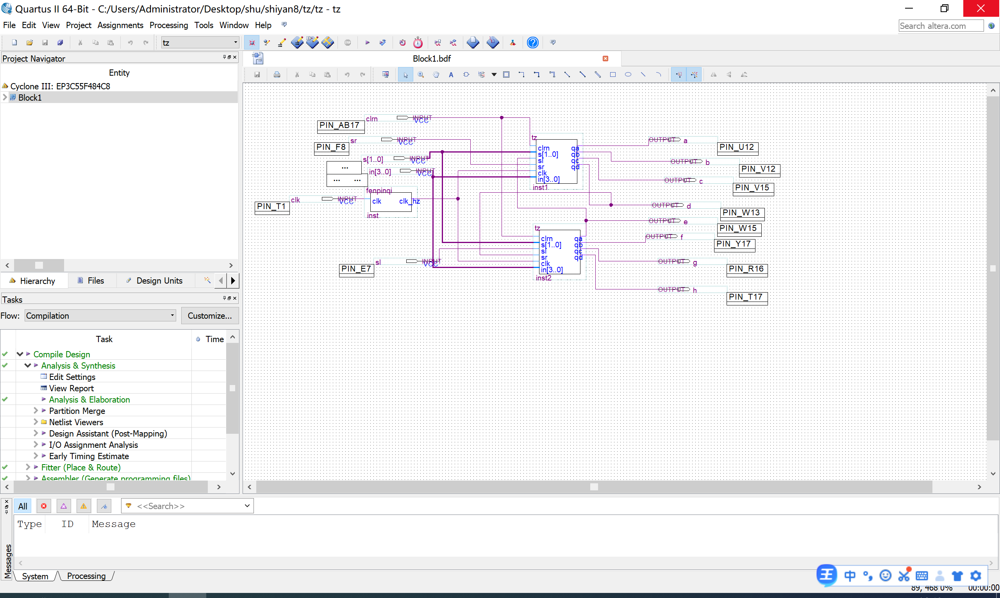 Quartus II 64-Bit - C:/Users/Administrator/Desktop/shu/shiyan8/tz/tz - tz
File Edit View Project Assignments Processing Tools Window Help
Search altera.com
tz
Project Navigator
Block1.bdf
Entity
Cyclone III: EP3C55F484C8
Block1
Hierarchy Files Design Units
Tasks
Flow: Compilation Customize...
Task Time
Compile Design
Analysis & Synthesis
Edit Settings
View Report
Analysis & Elaboration
Partition Merge
Netlist Viewers
Design Assistant (Post-Mapping)
I/O Assignment Analysis
Early Timing Estimate
Fitter (Place & Route)
Assembler (Generate programming files)
PIN_AB17 clrn INPUT VCC
PIN_F8 sr INPUT VCC
s[1..0] INPUT VCC
...
in[3..0] INPUT VCC
... ...
fenpinqi
PIN_T1 clk INPUT VCC
clk clk_hz
inst
PIN_E7 sl INPUT VCC
tz
clrn qa
s[1..0] qb
sl qc
sr qd
clk
in[3..0]
inst1
tz
clrn qa
s[1..0] qb
sl qc
sr qd
clk
in[3..0]
inst2
OUTPUT a PIN_U12
OUTPUT b PIN_V12
OUTPUT c PIN_V15
OUTPUT d PIN_W13
OUTPUT e PIN_W15
OUTPUT f PIN_Y17
OUTPUT g PIN_R16
OUTPUT h PIN_T17
All <<Search>>
Type ID Message
Messages
System Processing
王 中
89, 468 0% 00:00:00